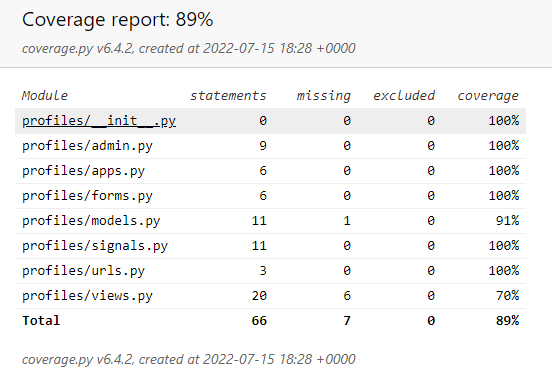 Coverage report: 89%
coverage.py v6.4.2, created at 2022-07-15 18:28 +0000
Module statements missing excluded coverage
profiles/__init__.py 0 0 0 100%
profiles/admin.py 9 0 0 100%
profiles/apps.py 6 0 0 100%
profiles/forms.py 6 0 0 100%
profiles/models.py 11 1 0 91%
profiles/signals.py 11 0 0 100%
profiles/urls.py 3 0 0 100%
profiles/views.py 20 6 0 70%
Total 66 7 0 89%
coverage.py v6.4.2, created at 2022-07-15 18:28 +0000